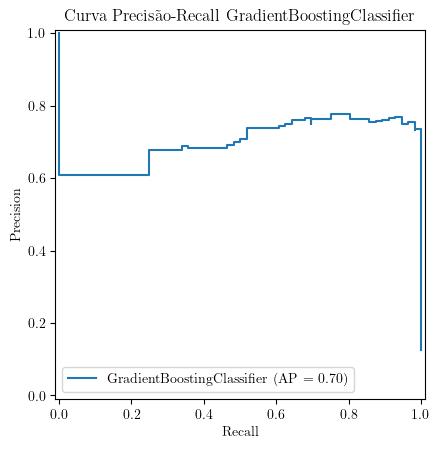 Curva Precisão-Recall GradientBoostingClassifier
1.0
0.8
0.6
0.4
0.2
0.0
Precision
GradientBoostingClassifier (AP = 0.70)
0.0 0.2 0.4 0.6 0.8 1.0
Recall